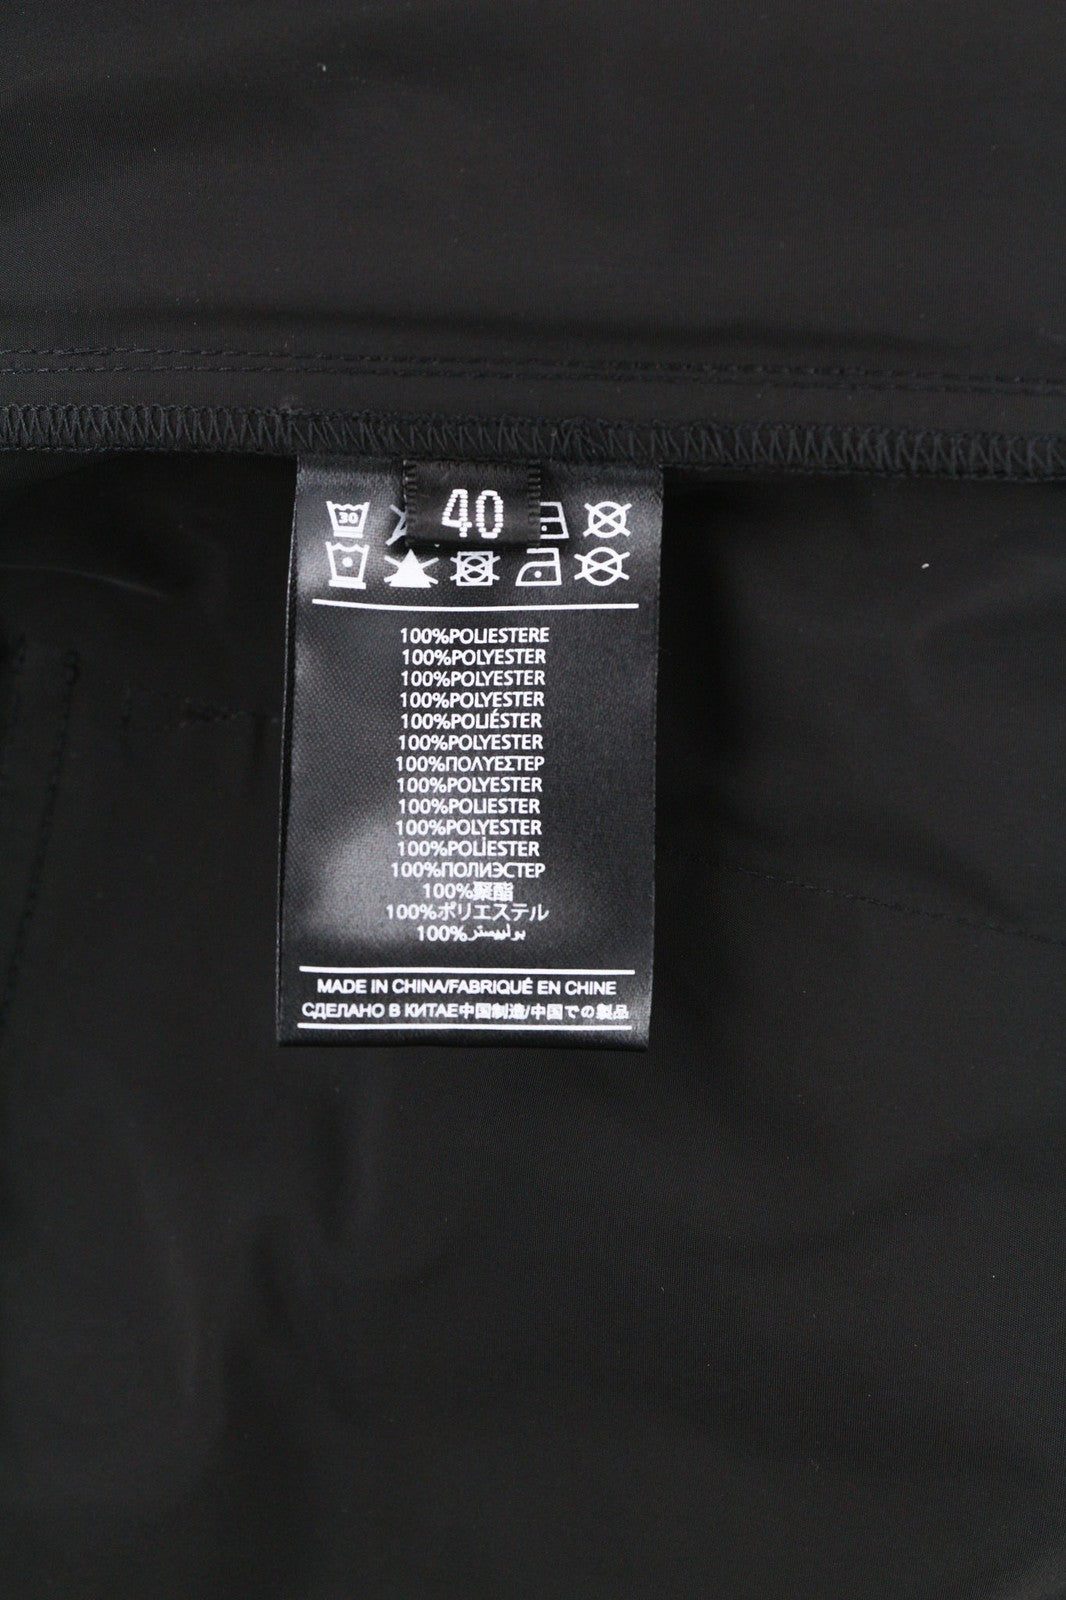 40
30
100%POLIESTERE
100%POLYESTER
100%POLYESTER
100%POLYESTER
100%POLIÉSTER
100%POLYESTER
100%ΠΟΛΥΕΣΤΕΡ
100%POLYESTER
100%POLIESTER
100%POLYESTER
100%POLİESTER
100%ПОЛИЭСТЕР
100%聚酯
100%ポリエステル
100%بوليستر
MADE IN CHINA/FABRIQUÉ EN CHINE
СДЕЛАНО В КИТАЕ中国制造/中国での製品